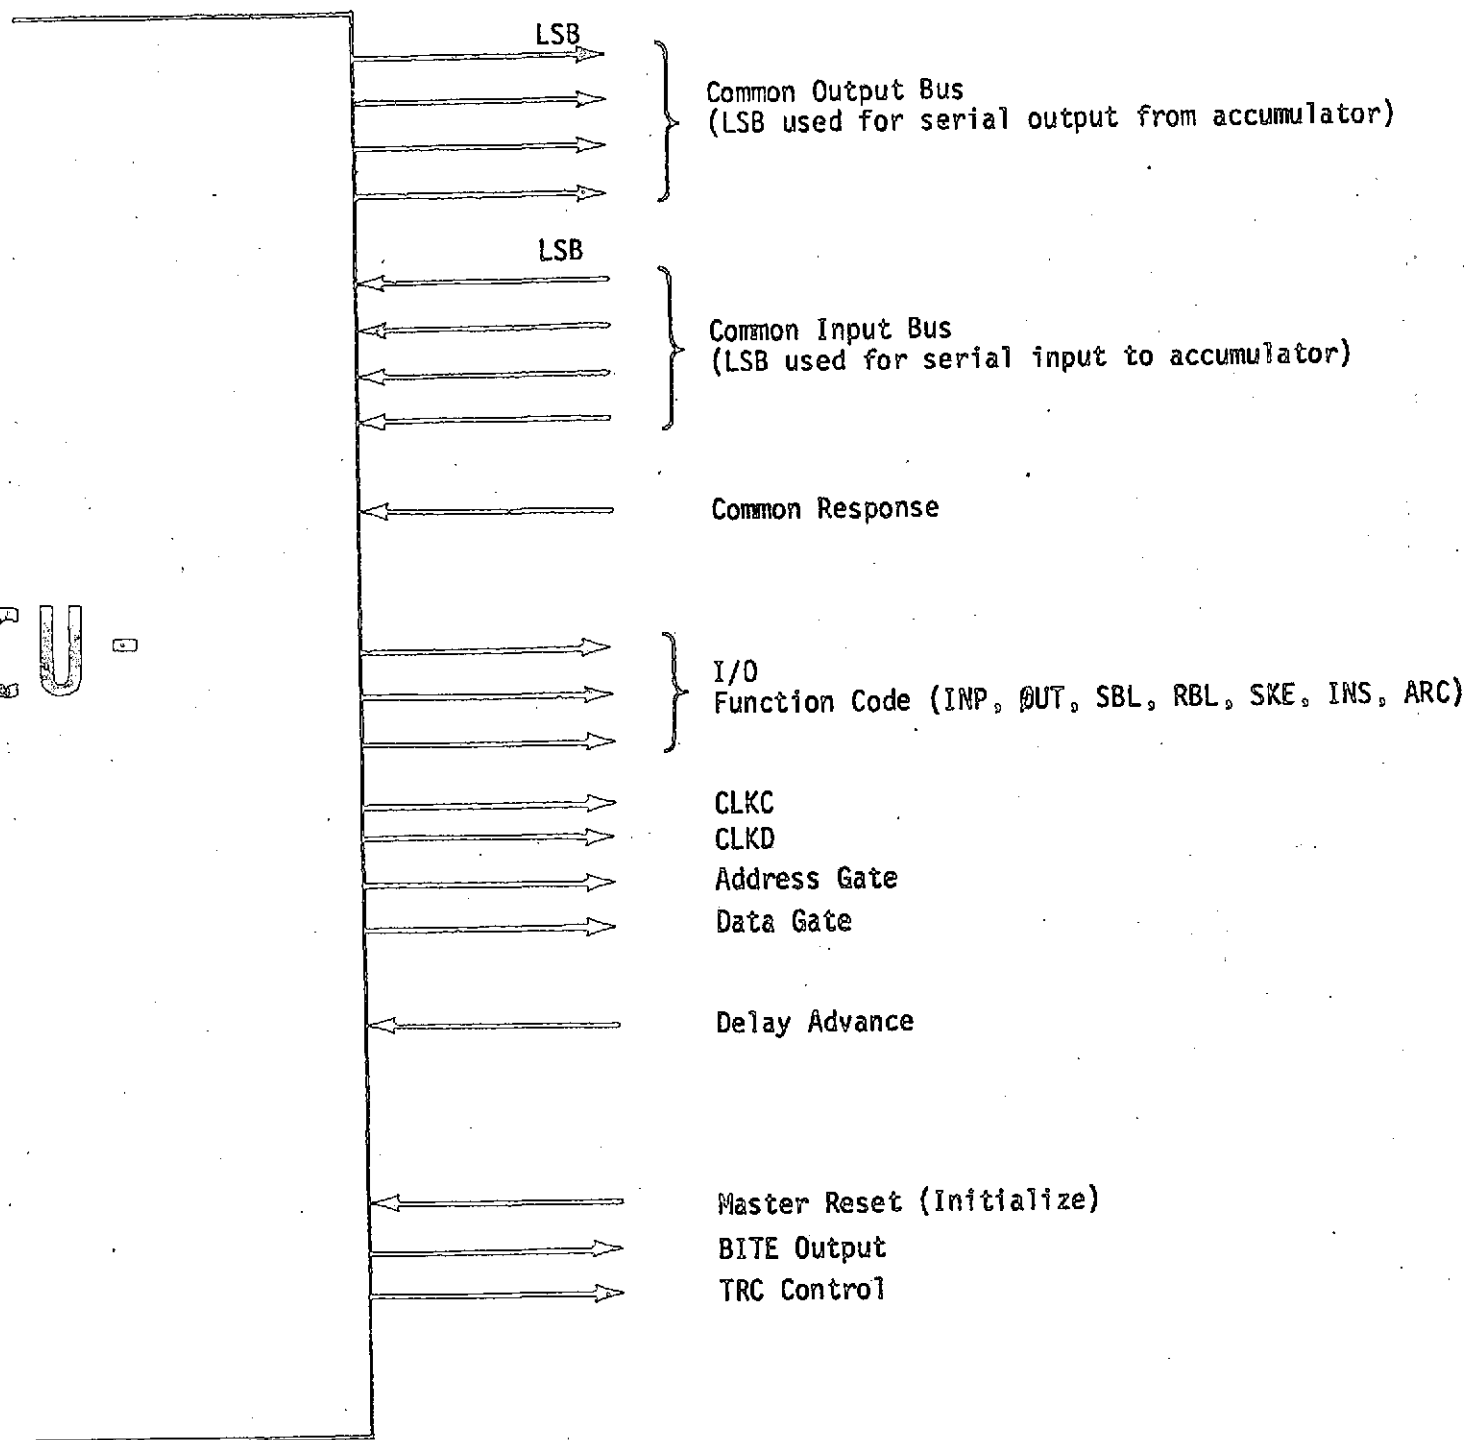 LSB
Common Output Bus
(LSB used for serial output from accumulator)
LSB
Common Input Bus
(LSB used for serial input to accumulator)
Common Response
I/O
Function Code (INP, ØUT, SBL, RBL, SKE, INS, ARC)
CU
CLKC
CLKD
Address Gate
Data Gate
Delay Advance
Master Reset (Initialize)
BITE Output
TRC Control